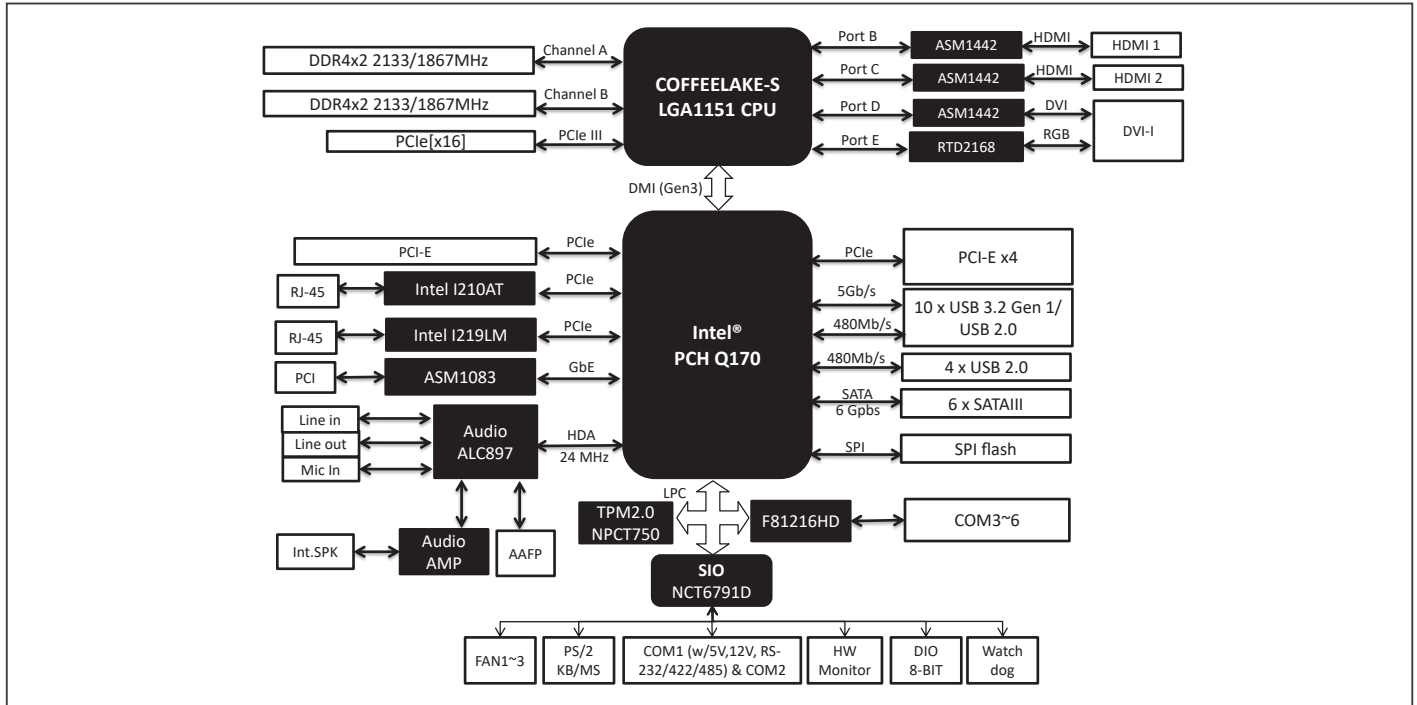 DDR4x2 2133/1867MHz
Channel A
DDR4x2 2133/1867MHz
Channel B
PCIe[x16]
PCIe III
COFFEELAKE-S
LGA1151 CPU
Port B
ASM1442
HDMI
HDMI 1
Port C
ASM1442
HDMI
HDMI 2
Port D
ASM1442
DVI
DVI-I
Port E
RTD2168
RGB
DMI (Gen3)
PCI-E
PCIe
RJ-45
Intel I210AT
PCIe
RJ-45
Intel I219LM
PCIe
PCI
ASM1083
GbE
Line in
Line out
Mic In
Audio
ALC897
HDA
24 MHz
Int.SPK
Audio
AMP
AAFP
Intel®
PCH Q170
PCIe
PCI-E x4
5Gb/s
480Mb/s
10 x USB 3.2 Gen 1/
USB 2.0
480Mb/s
4 x USB 2.0
SATA
6 Gpbs
6 x SATAIII
SPI
SPI flash
LPC
TPM2.0
NPCT750
F81216HD
COM3~6
SIO
NCT6791D
FAN1~3
PS/2
KB/MS
COM1 (w/5V,12V, RS-
232/422/485) & COM2
HW
Monitor
DIO
8-BIT
Watch
dog